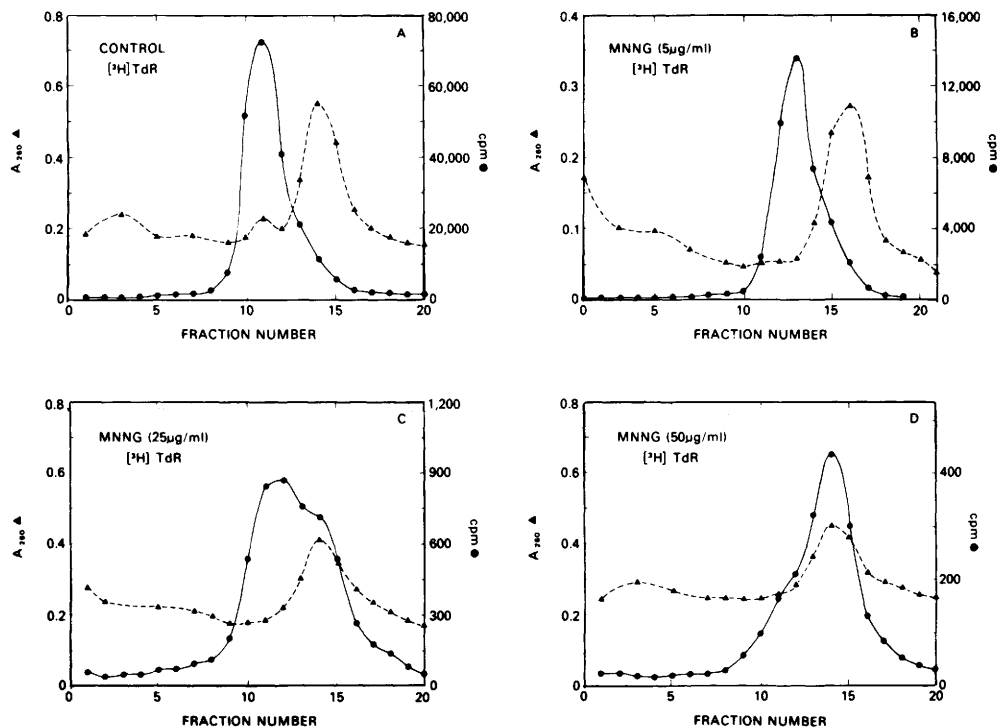 0.8
0.6
0.4
0.2
0
A₂₆₀ ▲
CONTROL
[³H] TdR
A
80,000
60,000
40,000
20,000
0
cpm ●
0 5 10 15 20
FRACTION NUMBER
0.4
0.3
0.2
0.1
0
A₂₆₀ ▲
MNNG (5µg/ml)
[³H] TdR
B
16,000
12,000
8,000
4,000
0
cpm ●
0 5 10 15 20
FRACTION NUMBER
0.8
0.6
0.4
0.2
0
A₂₆₀ ▲
MNNG (25µg/ml)
[³H] TdR
C
1,200
900
600
300
0
cpm ●
0 5 10 15 20
FRACTION NUMBER
0.8
0.6
0.4
0.2
0
A₂₆₀ ▲
MNNG (50µg/ml)
[³H] TdR
D
400
200
0
cpm ●
0 5 10 15 20
FRACTION NUMBER